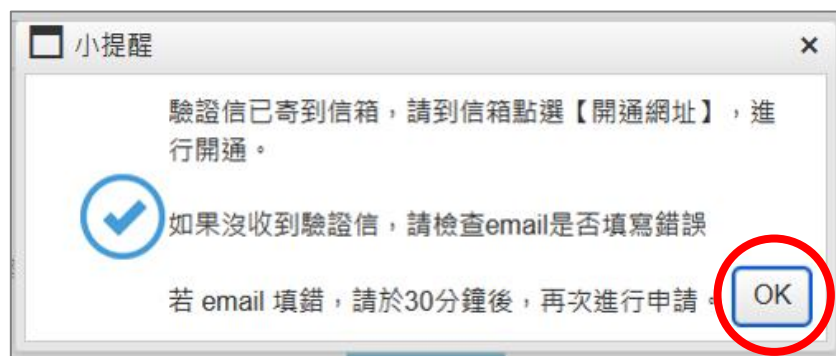 小提醒
驗證信已寄到信箱，請到信箱點選【開通網址】，進
行開通。
如果沒收到驗證信，請檢查email是否填寫錯誤
若 email 填錯，請於30分鐘後，再次進行申請。
OK